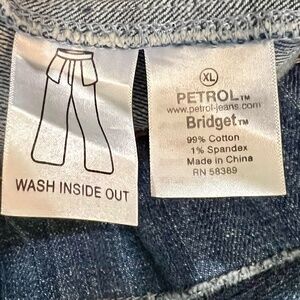 WASH INSIDE OUT
XL
PETROL™
www.petrol-jeans.com
Bridget™
99% Cotton
1% Spandex
Made in China
RN 58389